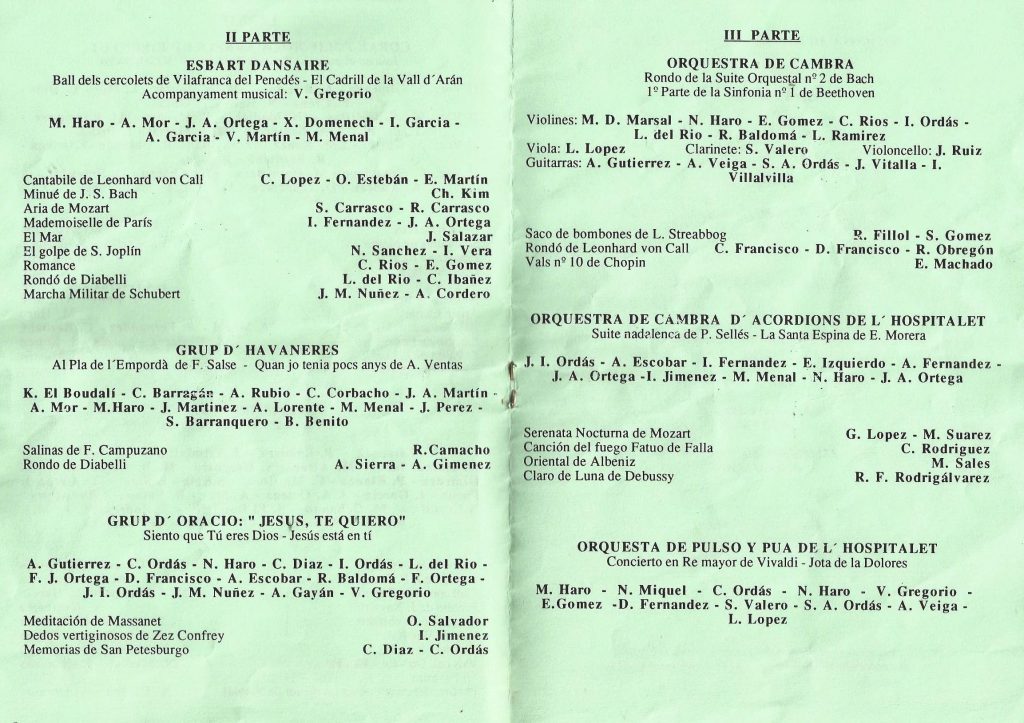 II PARTE
ESBART DANSAIRE
Ball dels cercolets de Vilafranca del Penedés - El Cadrill de la Vall d´Arán
Acompanyament musical: V. Gregorio
M. Haro - A. Mor - J. A. Ortega - X. Domenech - I. Garcia -
A. Garcia - V. Martín - M. Menal
Cantabile de Leonhard von Call C. Lopez - O. Estebán - E. Martín
Minué de J. S. Bach Ch. Kim
Aria de Mozart S. Carrasco - R. Carrasco
Mademoiselle de París I. Fernandez - J. A. Ortega
El Mar J. Salazar
El golpe de S. Joplín N. Sanchez - I. Vera
Romance C. Rios - E. Gomez
Rondó de Diabelli L. del Rio - C. Ibañez
Marcha Militar de Schubert J. M. Nuñez - A. Cordero
GRUP D´ HAVANERES
Al Pla de l´Empordà de F. Salse - Quan jo tenia pocs anys de A. Ventas
K. El Boudalí - C. Barragán - A. Rubio - C. Corbacho - J. A. Martín -
A. Mor - M.Haro - J. Martinez - A. Lorente - M. Menal - J. Perez -
S. Barranquero - B. Benito
Salinas de F. Campuzano R.Camacho
Rondo de Diabelli A. Sierra - A. Gimenez
GRUP D´ ORACIO: " JESUS, TE QUIERO"
Siento que Tú eres Dios - Jesús está en tí
A. Gutierrez - C. Ordás - N. Haro - C. Diaz - I. Ordás - L. del Rio -
F. J. Ortega - D. Francisco - A. Escobar - R. Baldomá - F. Ortega -
J. I. Ordás - J. M. Nuñez - A. Gayán - V. Gregorio
Meditación de Massanet O. Salvador
Dedos vertiginosos de Zez Confrey I. Jimenez
Memorias de San Petesburgo C. Diaz - C. Ordás
III PARTE
ORQUESTRA DE CAMBRA
Rondo de la Suite Orquestal nº 2 de Bach
1º Parte de la Sinfonia nº 1 de Beethoven
Violines: M. D. Marsal - N. Haro - E. Gomez - C. Rios - I. Ordás -
L. del Rio - R. Baldomá - L. Ramirez
Viola: L. Lopez Clarinete: S. Valero Violoncello: J. Ruiz
Guitarras: A. Gutierrez - A. Veiga - S. A. Ordás - J. Vitalla - I.
Villalvilla
Saco de bombones de L. Streabbog R. Fillol - S. Gomez
Rondó de Leonhard von Call C. Francisco - D. Francisco - R. Obregón
Vals nº 10 de Chopin E. Machado
ORQUESTRA DE CAMBRA D´ ACORDIONS DE L´ HOSPITALET
Suite nadalenca de P. Sellés - La Santa Espina de E. Morera
J. I. Ordás - A. Escobar - I. Fernandez - E. Izquierdo - A. Fernandez -
J. A. Ortega -I. Jimenez - M. Menal - N. Haro - J. A. Ortega
Serenata Nocturna de Mozart G. Lopez - M. Suarez
Canción del fuego Fatuo de Falla C. Rodriguez
Oriental de Albeniz M. Sales
Claro de Luna de Debussy R. F. Rodrigálvarez
ORQUESTA DE PULSO Y PUA DE L´ HOSPITALET
Concierto en Re mayor de Vivaldi - Jota de la Dolores
M. Haro - N. Miquel - C. Ordás - N. Haro - V. Gregorio -
E.Gomez -D. Fernandez - S. Valero - S. A. Ordás - A. Veiga -
L. Lopez